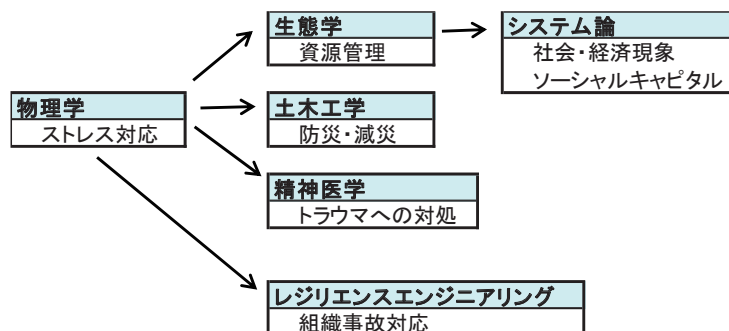 生態学
資源管理
システム論
社会・経済現象
ソーシャルキャピタル
物理学
ストレス対応
土木工学
防災・減災
精神医学
トラウマへの対処
レジリエンスエンジニアリング
組織事故対応